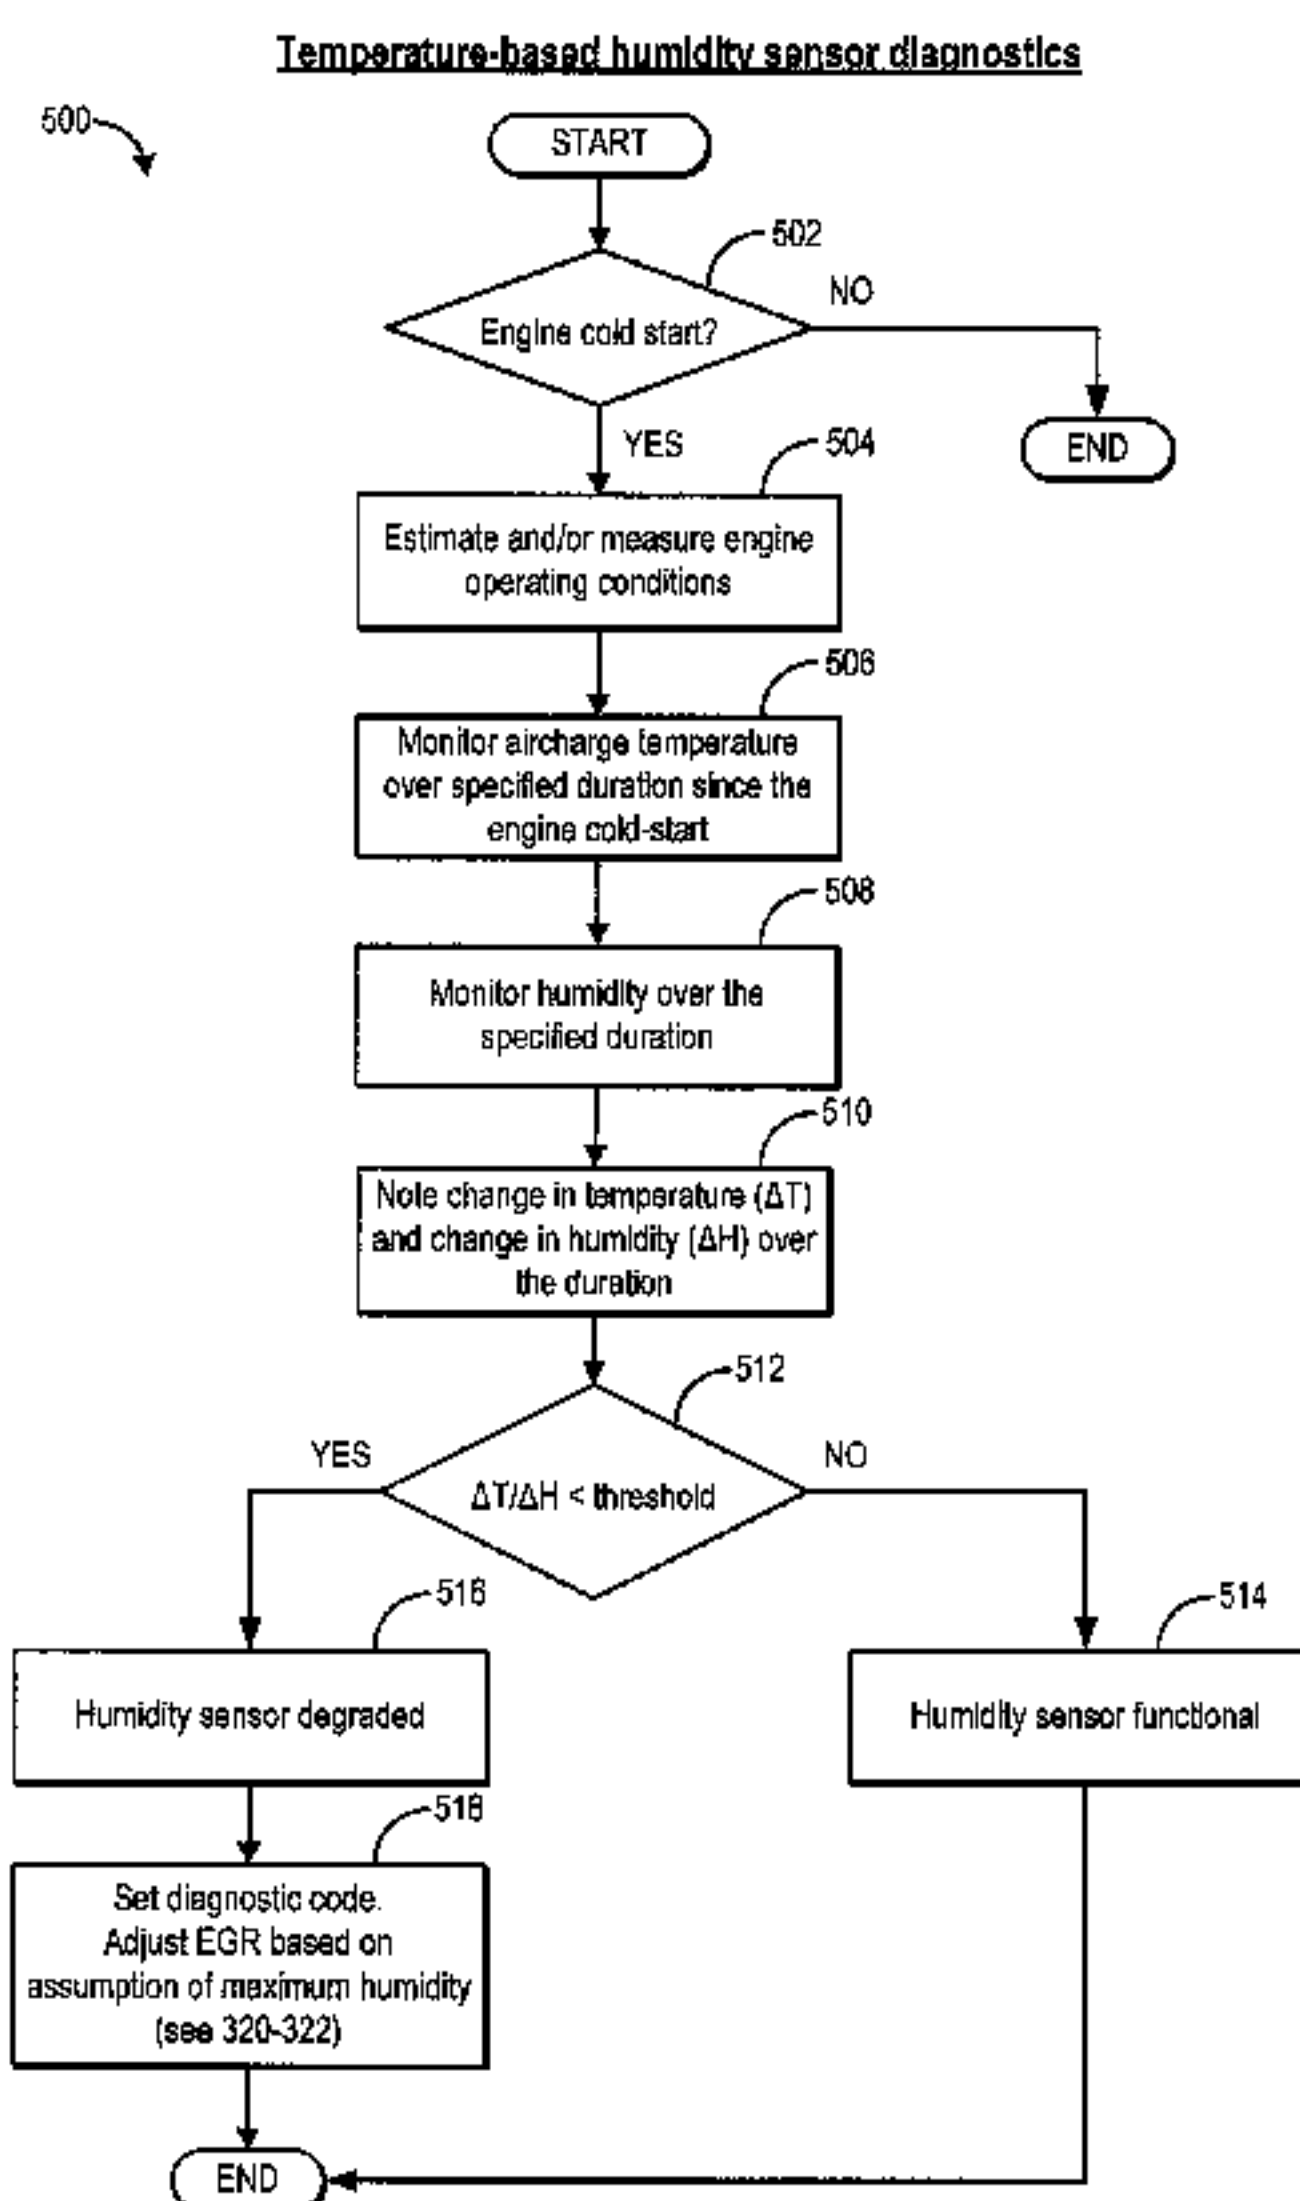 Temperature-based humidity sensor diagnostics
500
START
502
Engine cold start?
NO
END
YES
504
Estimate and/or measure engine
operating conditions
506
Monitor aircharge temperature
over specified duration since the
engine cold-start
508
Monitor humidity over the
specified duration
510
Note change in temperature (ΔT)
and change in humidity (ΔH) over
the duration
512
YES
NO
ΔT/ΔH < threshold
516
514
Humidity sensor degraded
Humidity sensor functional
518
Set diagnostic code.
Adjust EGR based on
assumption of maximum humidity
(see 320-322)
END